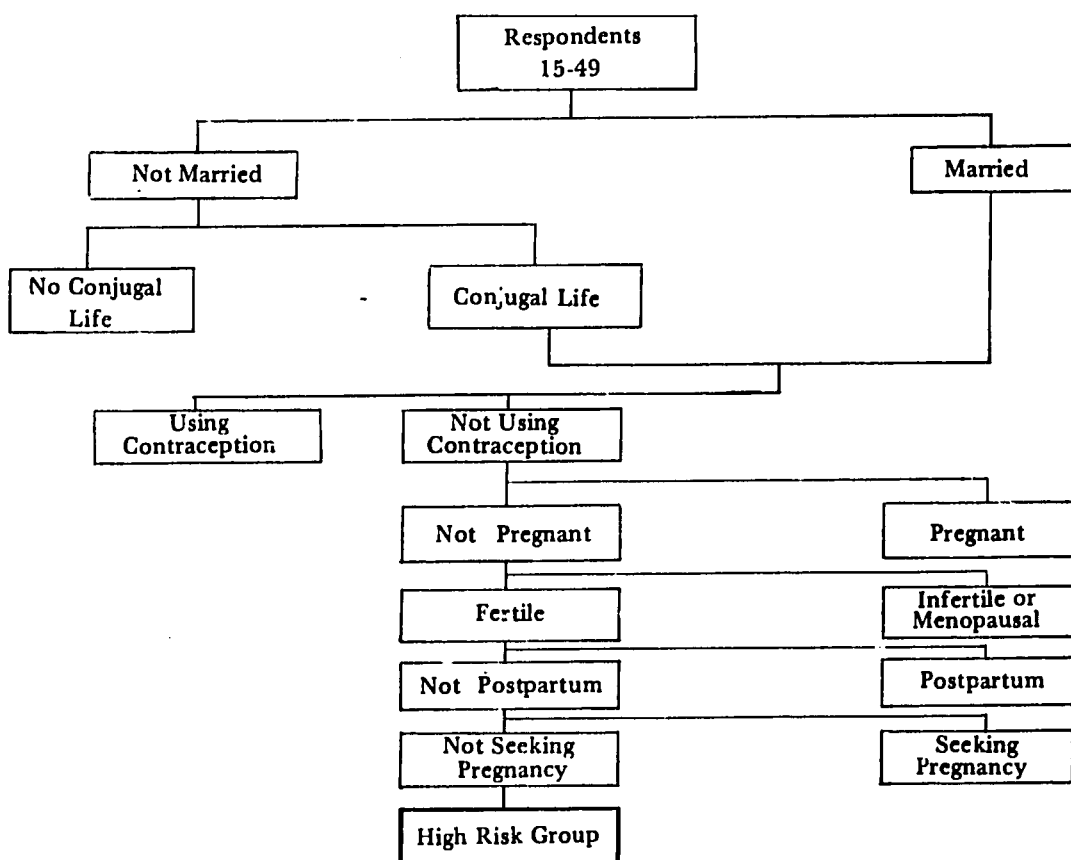 Respondents
15-49
Not Married
Married
No Conjugal
Life
Conjugal Life
Using
Contraception
Not Using
Contraception
Not Pregnant
Pregnant
Fertile
Infertile or
Menopausal
Not Postpartum
Postpartum
Not Seeking
Pregnancy
Seeking
Pregnancy
High Risk Group